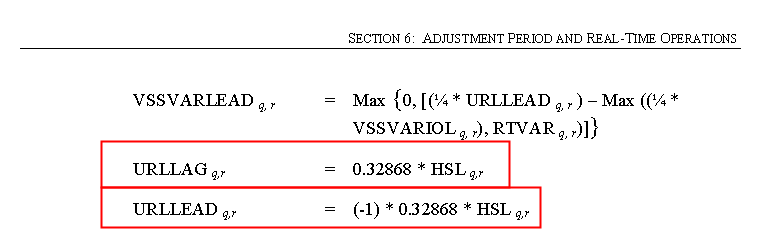 SECTION 6: ADJUSTMENT PERIOD AND REAL-TIME OPERATIONS
VSSVARLEAD q, r = Max {0, [(¼ * URLLEAD q, r ) – Max ((¼ *
VSSVARIOL q, r), RTVAR q, r)]}
URLLAG q,r = 0.32868 * HSL q,r
URLLEAD q,r = (-1) * 0.32868 * HSL q,r